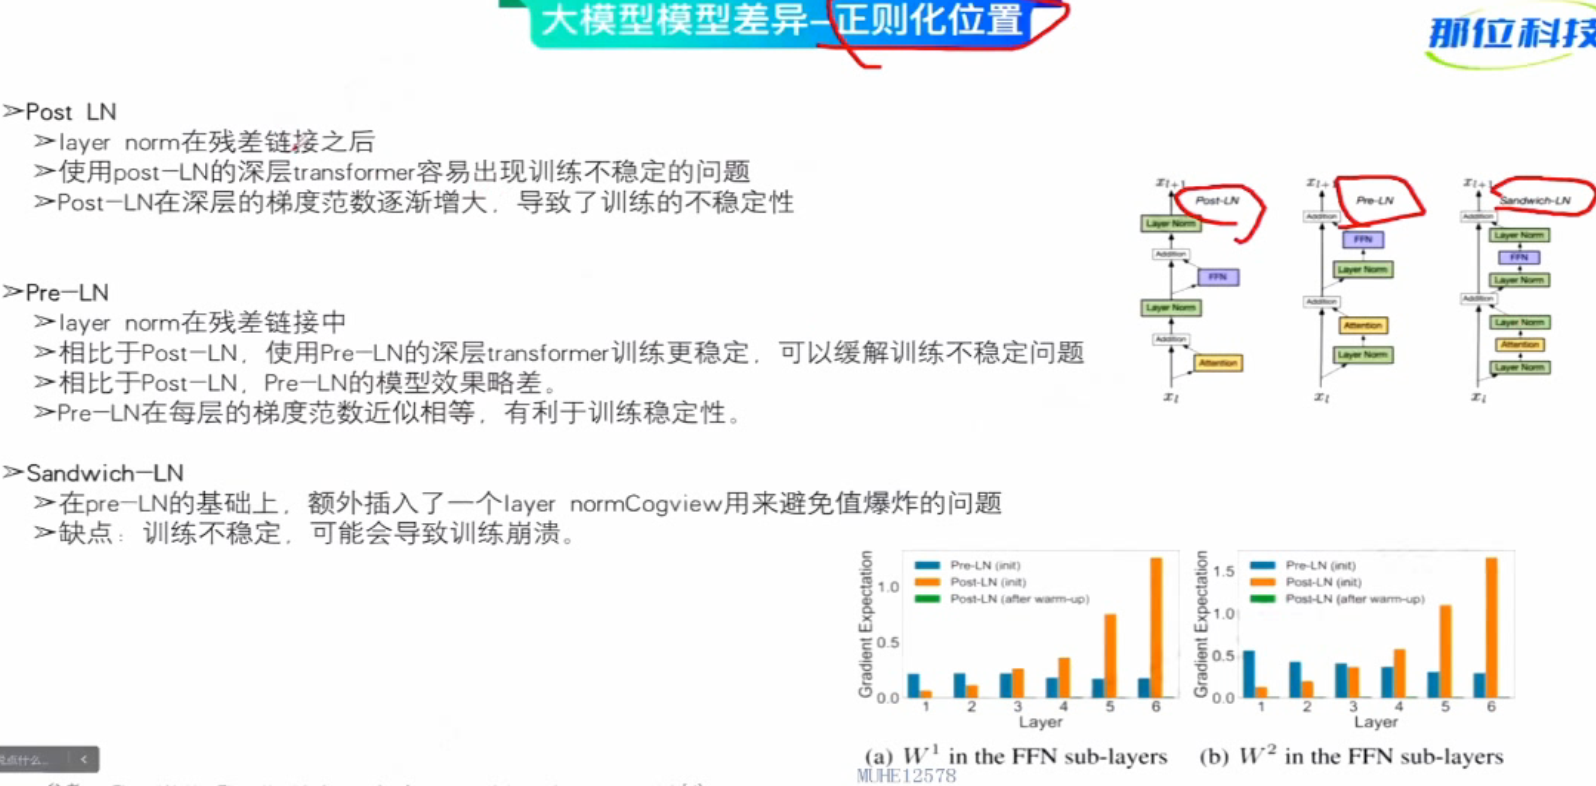 大模型模型差异—正则化位置
那位科技
➢Post LN
➢layer norm在残差链接之后
➢使用post—LN的深层transformer容易出现训练不稳定的问题
➢Post—LN在深层的梯度范数逐渐增大，导致了训练的不稳定性
➢Pre—LN
➢layer norm在残差链接中
➢相比于Post—LN，使用Pre—LN的深层transformer训练更稳定，可以缓解训练不稳定问题
➢相比于Post—LN，Pre—LN的模型效果略差。
➢Pre—LN在每层的梯度范数近似相等，有利于训练稳定性。
➢Sandwich—LN
➢在pre—LN的基础上，额外插入了一个layer normCogview用来避免值爆炸的问题
➢缺点：训练不稳定，可能会导致训练崩溃。
x_{l+1}
Post-LN
Layer Norm
Addition
FFN
Layer Norm
Addition
Attention
x_l
x_{l+1}
Pre-LN
Addition
FFN
Layer Norm
Addition
Attention
Layer Norm
x_l
x_{l+1}
Sandwich-LN
Addition
Layer Norm
FFN
Layer Norm
Addition
Layer Norm
Attention
Layer Norm
x_l
Gradient Expectation
1.0
0.5
0.0
Pre-LN (init)
Post-LN (init)
Post-LN (after warm-up)
1 2 3 4 5 6
Layer
(a) W¹ in the FFN sub-layers
Gradient Expectation
1.5
1.0
0.5
0.0
Pre-LN (init)
Post-LN (init)
Post-LN (after warm-up)
1 2 3 4 5 6
Layer
(b) W² in the FFN sub-layers
MUHE12578
说点什么...